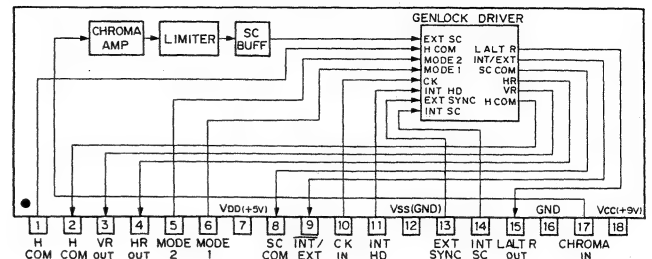 GENLOCK DRIVER
CHROMA AMP
LIMITER
SC BUFF
EXT SC
H COM
MODE 2
MODE 1
CK
INT HD
EXT SYNC
INT SC
L ALT R
INT/EXT
SC COM
HR
VR
H COM
VDD(+5V)
VSS(GND)
GND
VCC(+9V)
1 2 3 4 5 6 7 8 9 10 11 12 13 14 15 16 17 18
H COM
H COM
VR OUT
HR OUT
MODE 2
MODE 1
SC COM
INT/EXT
CK IN
INT HD
EXT SYNC
INT SC
LALT R OUT
CHROMA IN